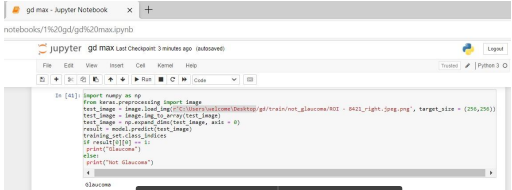 gd max - Jupyter Notebook
notebooks/1%20gd/gd%20max.ipynb
jupyter gd max Last Checkpoint: 3 minutes ago (autosaved)
Logout
File Edit View Insert Cell Kernel Help
Trusted Python 3
Run Code
In [41]: import numpy as np
from keras.preprocessing import image
test_image = image.load_img(r'C:\Users\welcome\Desktop/gd/train/not_glaucoma/ROI - 8421_right.jpeg.png', target_size = (256,256))
test_image = image.img_to_array(test_image)
test_image = np.expand_dims(test_image, axis = 0)
result = model.predict(test_image)
training_set.class_indices
if result[0][0] == 1:
print("Glaucoma")
else:
print("Not Glaucoma")
Glaucoma